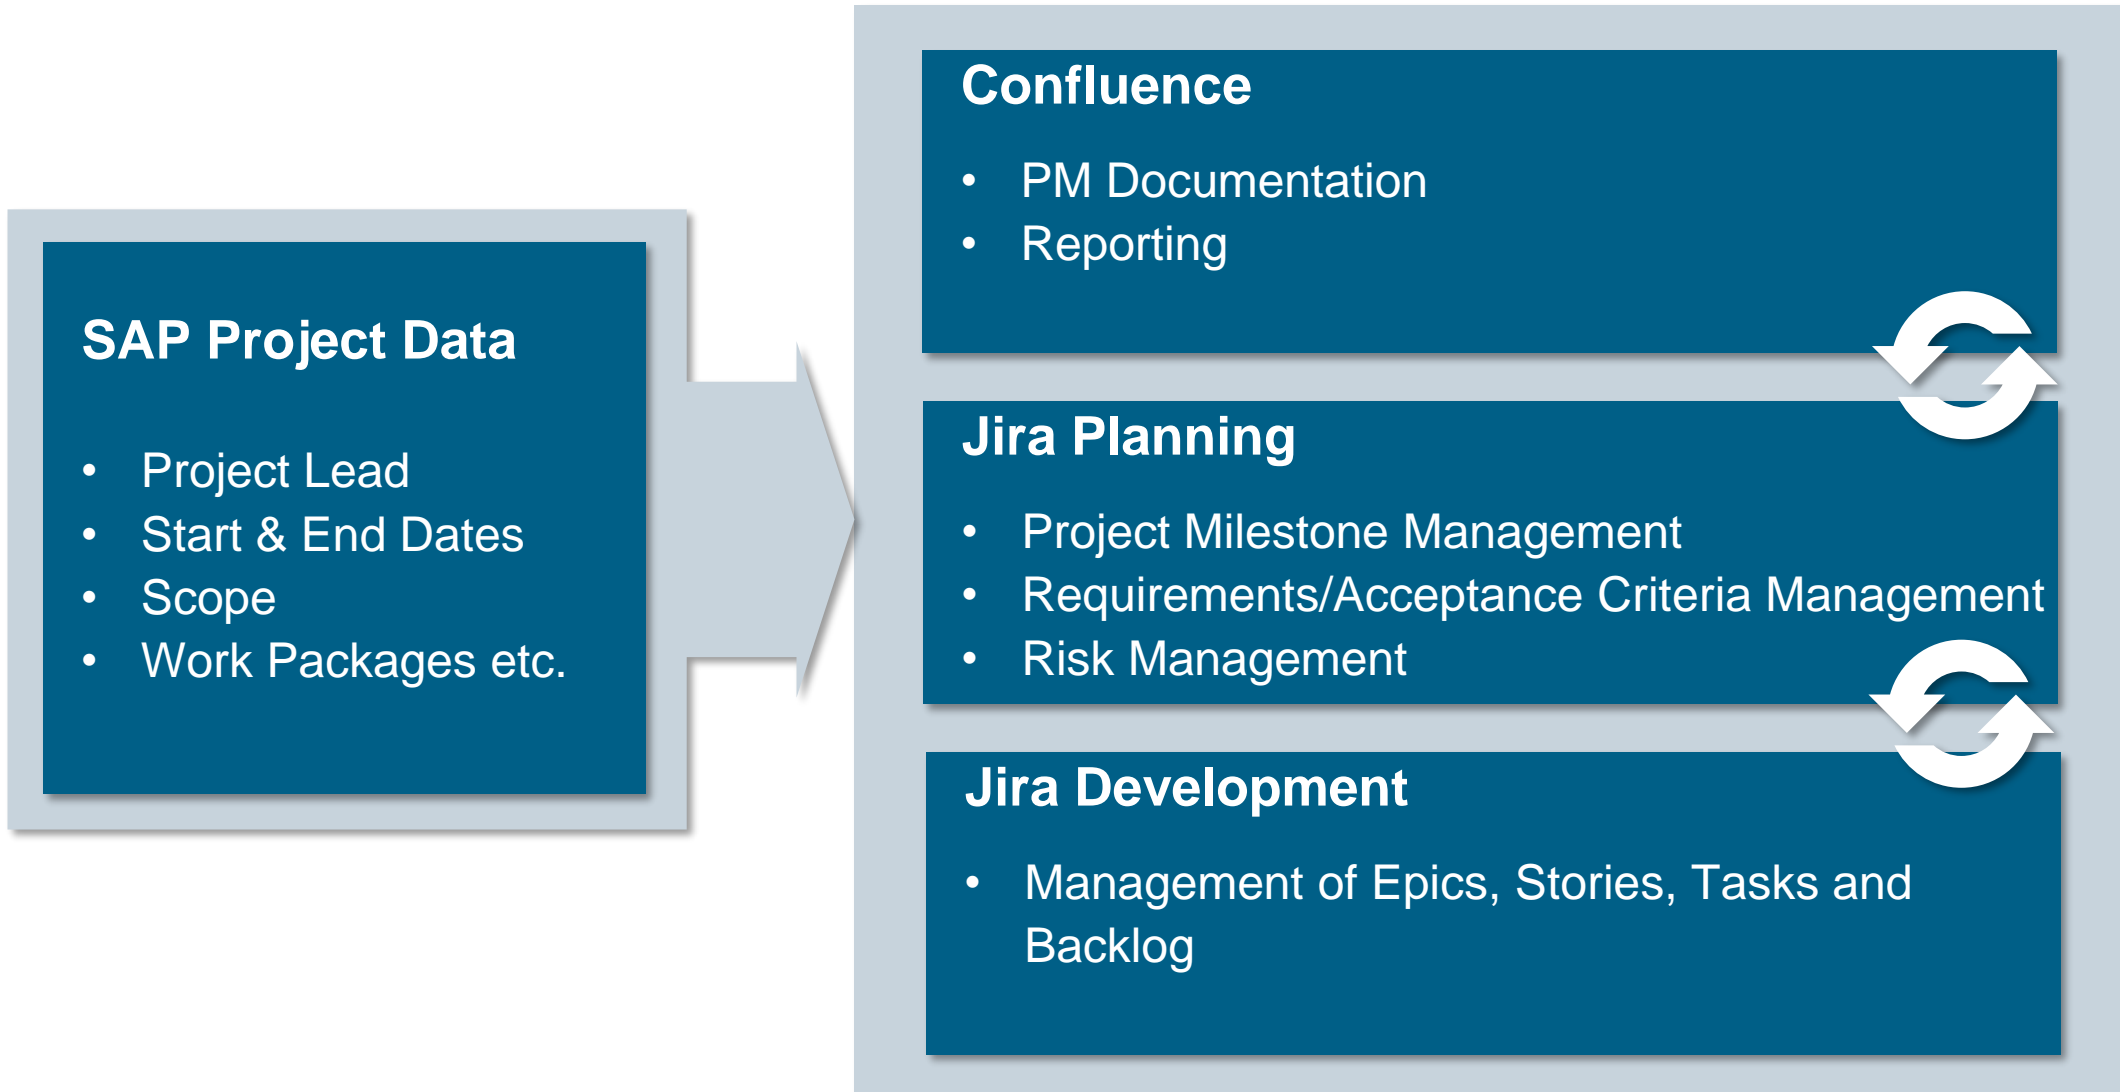 SAP Project Data
• Project Lead
• Start & End Dates
• Scope
• Work Packages etc.
Confluence
• PM Documentation
• Reporting
Jira Planning
• Project Milestone Management
• Requirements/Acceptance Criteria Management
• Risk Management
Jira Development
• Management of Epics, Stories, Tasks and
Backlog